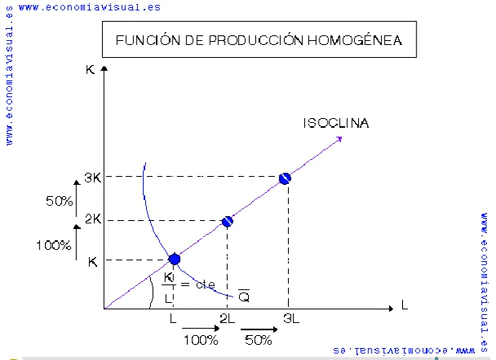 www.economiavisual.es
www.economiavisual.es
FUNCIÓN DE PRODUCCIÓN HOMOGÉNEA
K
ISOCLINA
3K
50%
2K
100%
K
K
L
= cte
Q
L
L
2L
3L
100%
50%
www.economiavisual.es
www.economiavisual.es